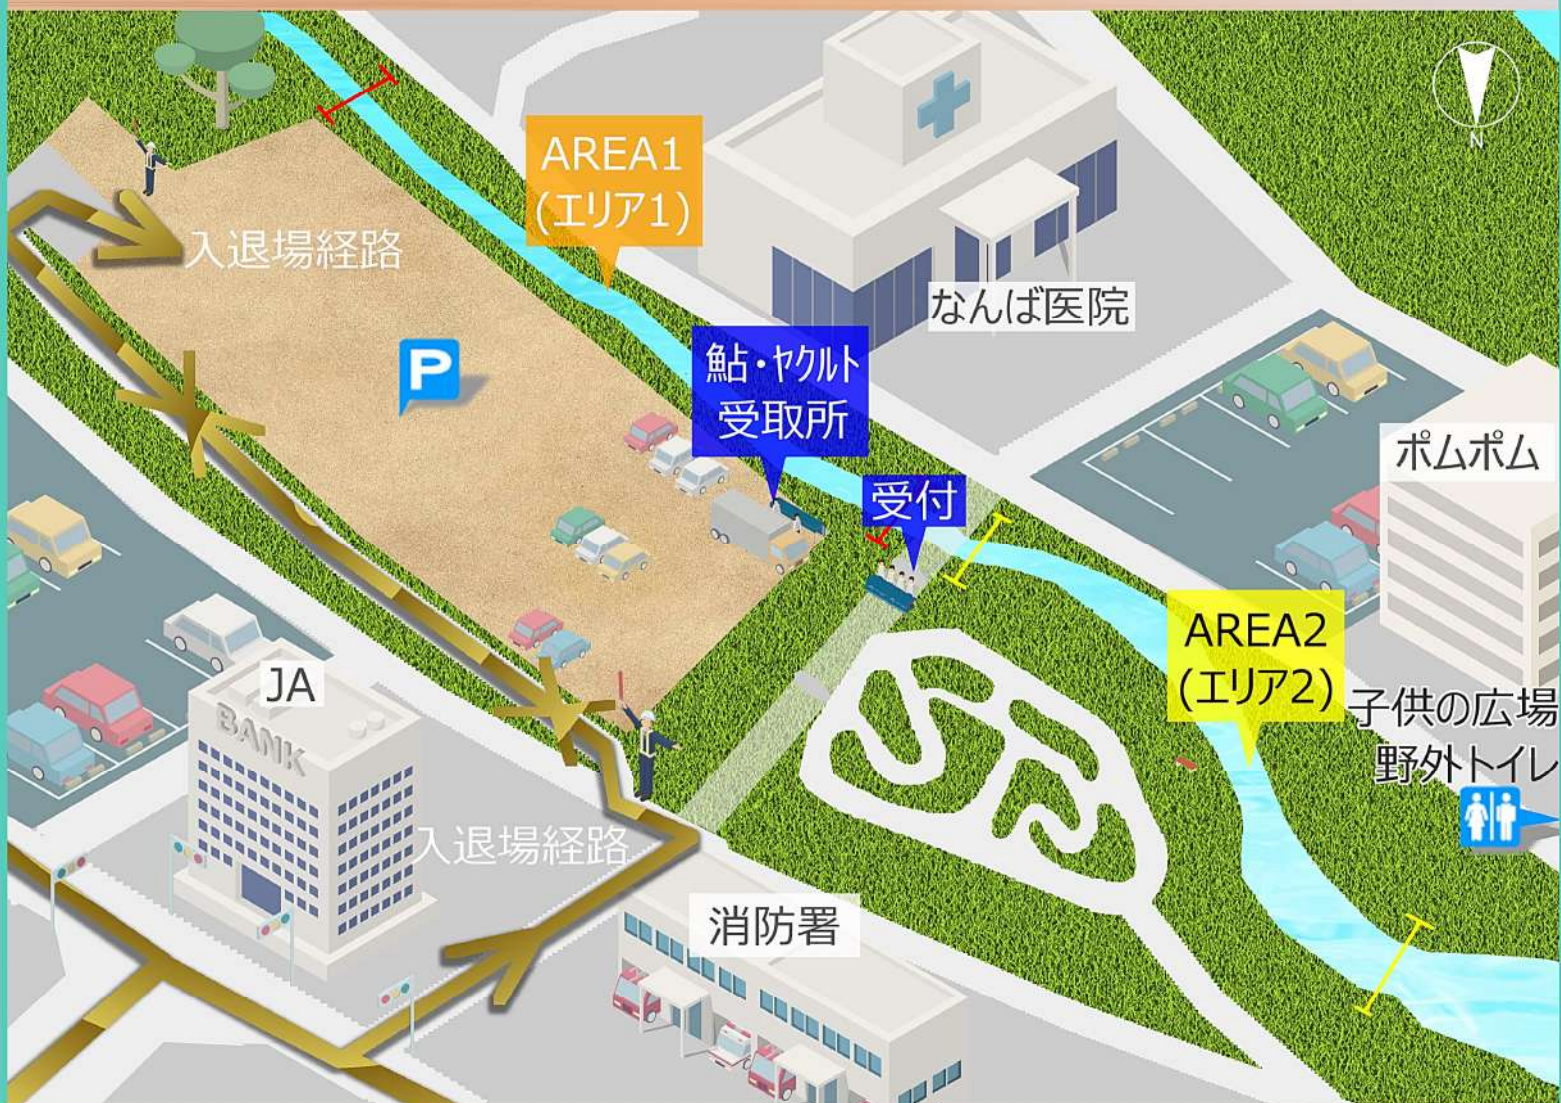 AREA1
(エリア1)
N
入退場経路
なんば医院
P
鮎・ヤクルト
受取所
受付
ポムポム
AREA2
(エリア2)
子供の広場
野外トイレ
JA
BANK
入退場経路
消防署